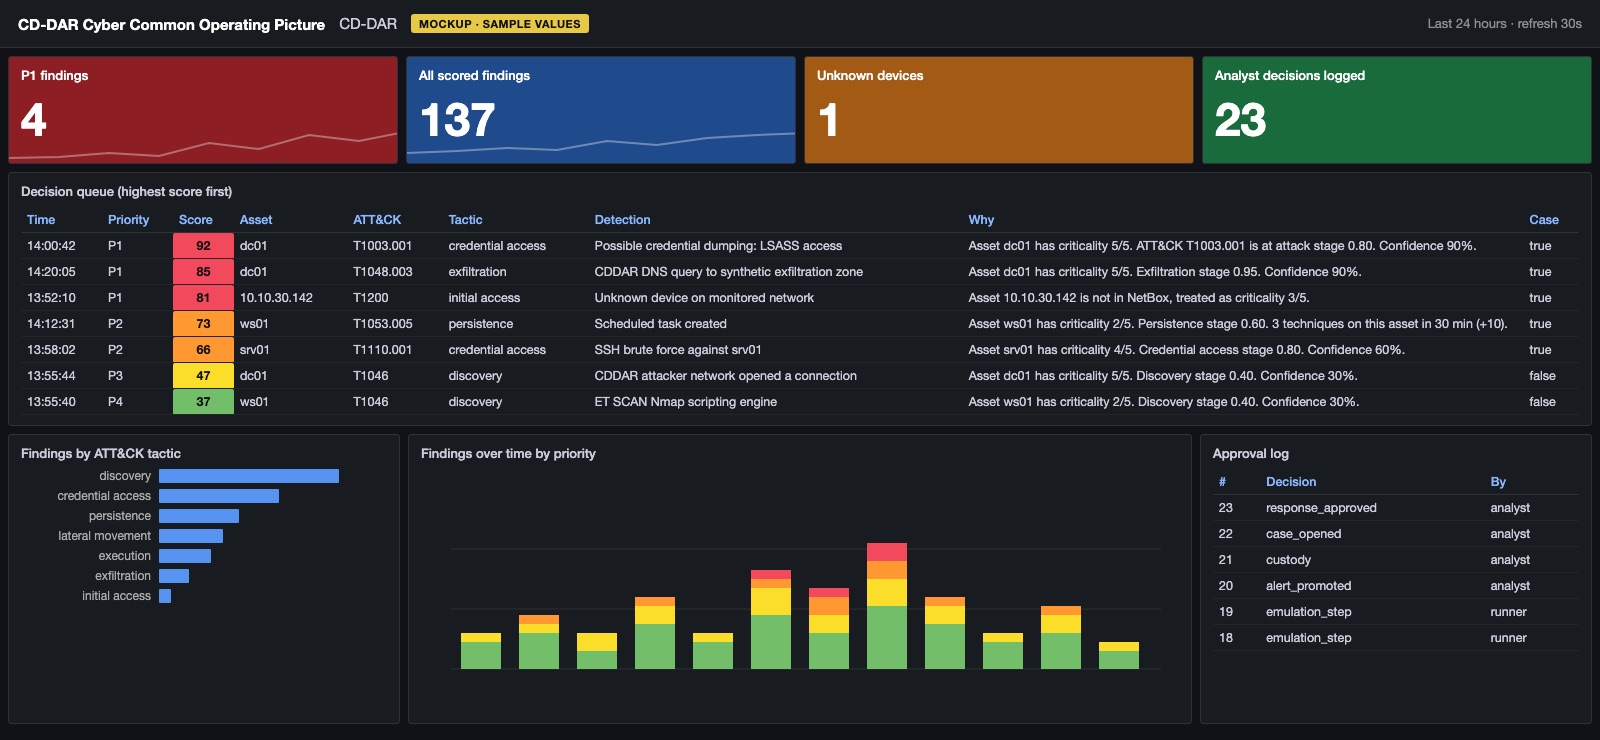 CD-DAR Cyber Common Operating Picture CD-DAR MOCKUP · SAMPLE VALUES Last 24 hours · refresh 30s
P1 findings
4
All scored findings
137
Unknown devices
1
Analyst decisions logged
23
Decision queue (highest score first)
Time Priority Score Asset ATT&CK Tactic Detection Why Case
14:00:42 P1 92 dc01 T1003.001 credential access Possible credential dumping: LSASS access Asset dc01 has criticality 5/5. ATT&CK T1003.001 is at attack stage 0.80. Confidence 90%. true
14:20:05 P1 85 dc01 T1048.003 exfiltration CDDAR DNS query to synthetic exfiltration zone Asset dc01 has criticality 5/5. Exfiltration stage 0.95. Confidence 90%. true
13:52:10 P1 81 10.10.30.142 T1200 initial access Unknown device on monitored network Asset 10.10.30.142 is not in NetBox, treated as criticality 3/5. true
14:12:31 P2 73 ws01 T1053.005 persistence Scheduled task created Asset ws01 has criticality 2/5. Persistence stage 0.60. 3 techniques on this asset in 30 min (+10). true
13:58:02 P2 66 srv01 T1110.001 credential access SSH brute force against srv01 Asset srv01 has criticality 4/5. Credential access stage 0.80. Confidence 60%. true
13:55:44 P3 47 dc01 T1046 discovery CDDAR attacker network opened a connection Asset dc01 has criticality 5/5. Discovery stage 0.40. Confidence 30%. false
13:55:40 P4 37 ws01 T1046 discovery ET SCAN Nmap scripting engine Asset ws01 has criticality 2/5. Discovery stage 0.40. Confidence 30%. false
Findings by ATT&CK tactic
discovery
credential access
persistence
lateral movement
execution
exfiltration
initial access
Findings over time by priority
Approval log
# Decision By
23 response_approved analyst
22 case_opened analyst
21 custody analyst
20 alert_promoted analyst
19 emulation_step runner
18 emulation_step runner